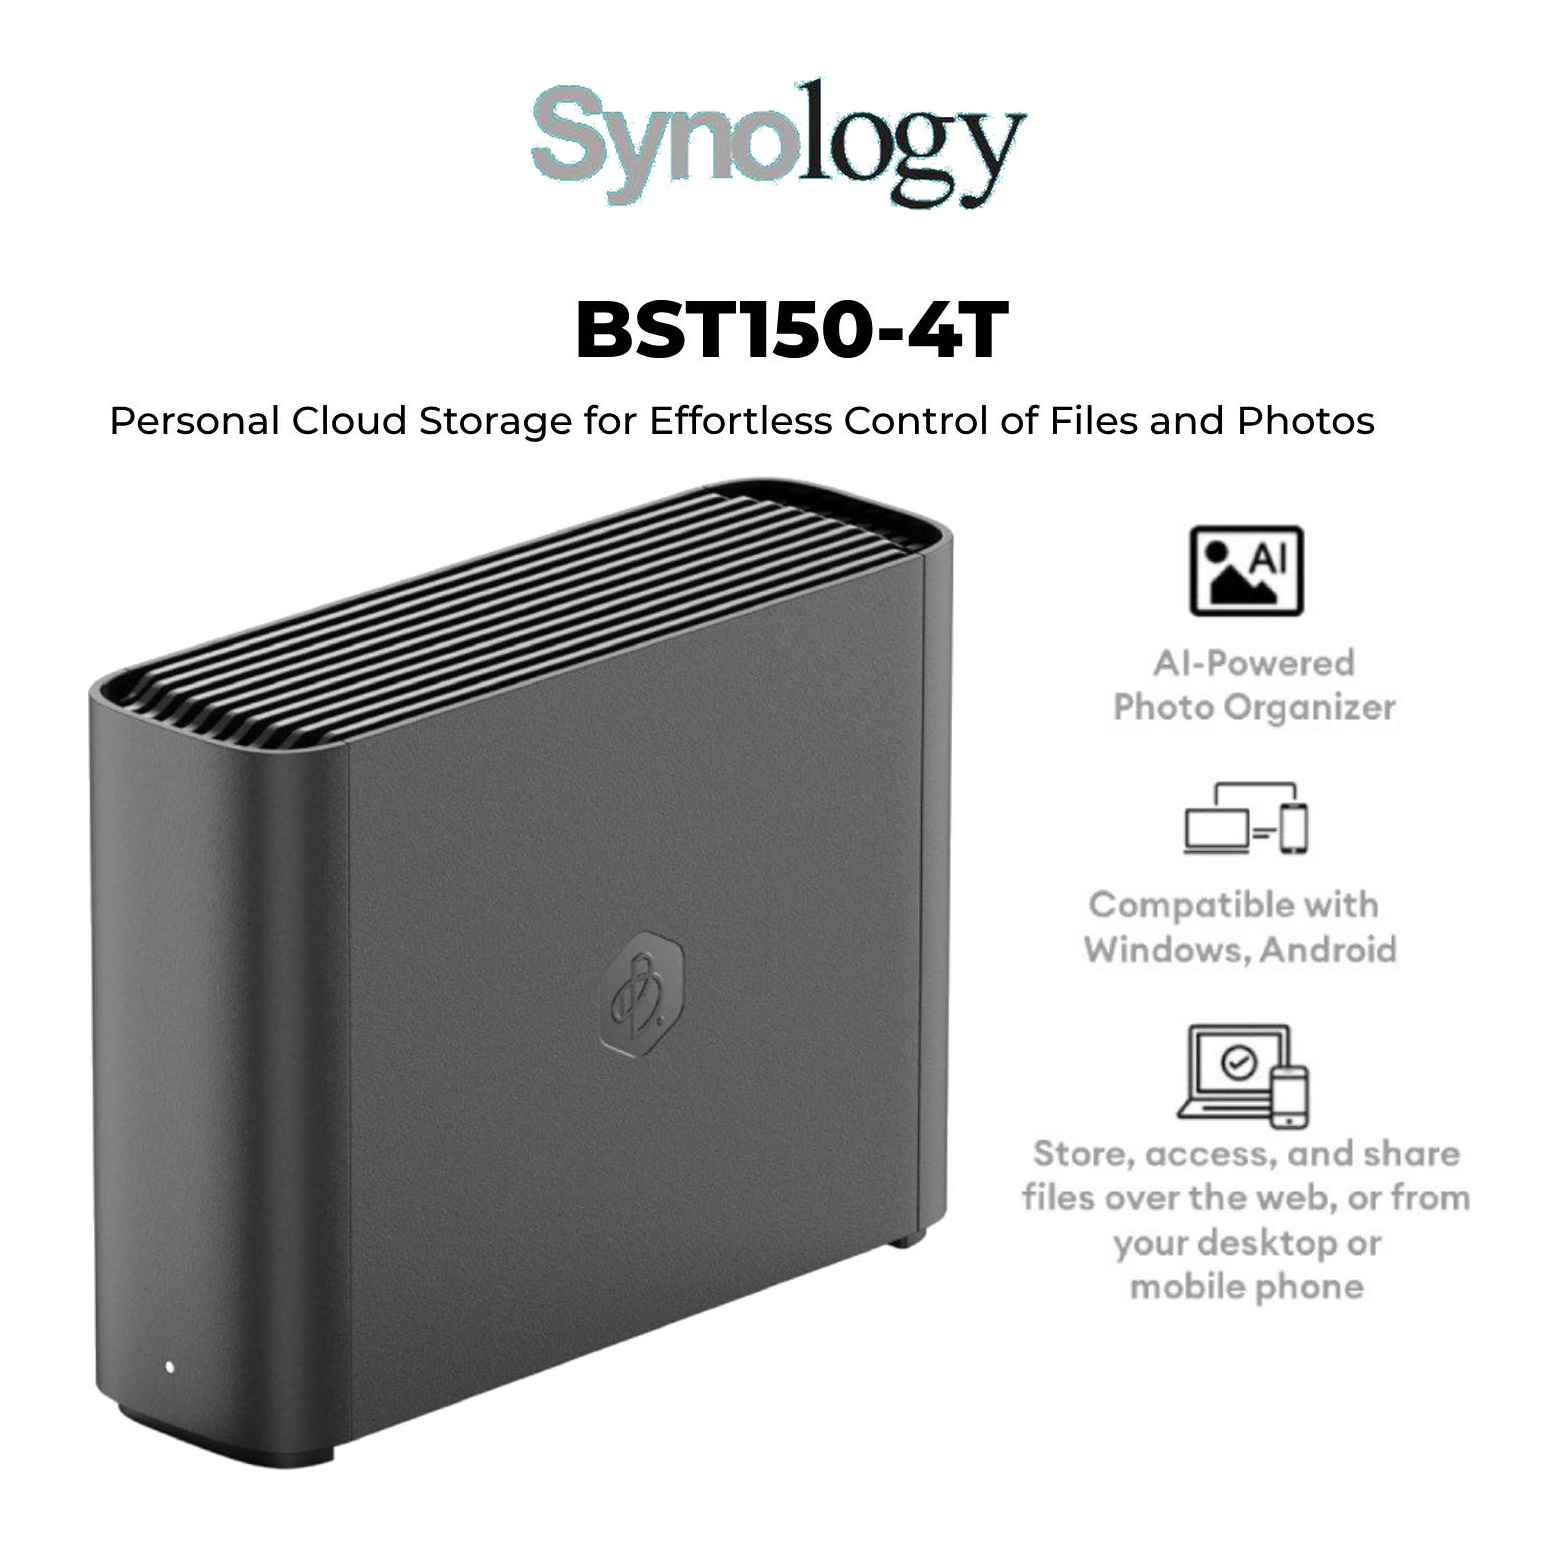 Synology
BST150-4T
Personal Cloud Storage for Effortless Control of Files and Photos
AI
AI-Powered
Photo Organizer
Compatible with
Windows, Android
Store, access, and share
files over the web, or from
your desktop or
mobile phone